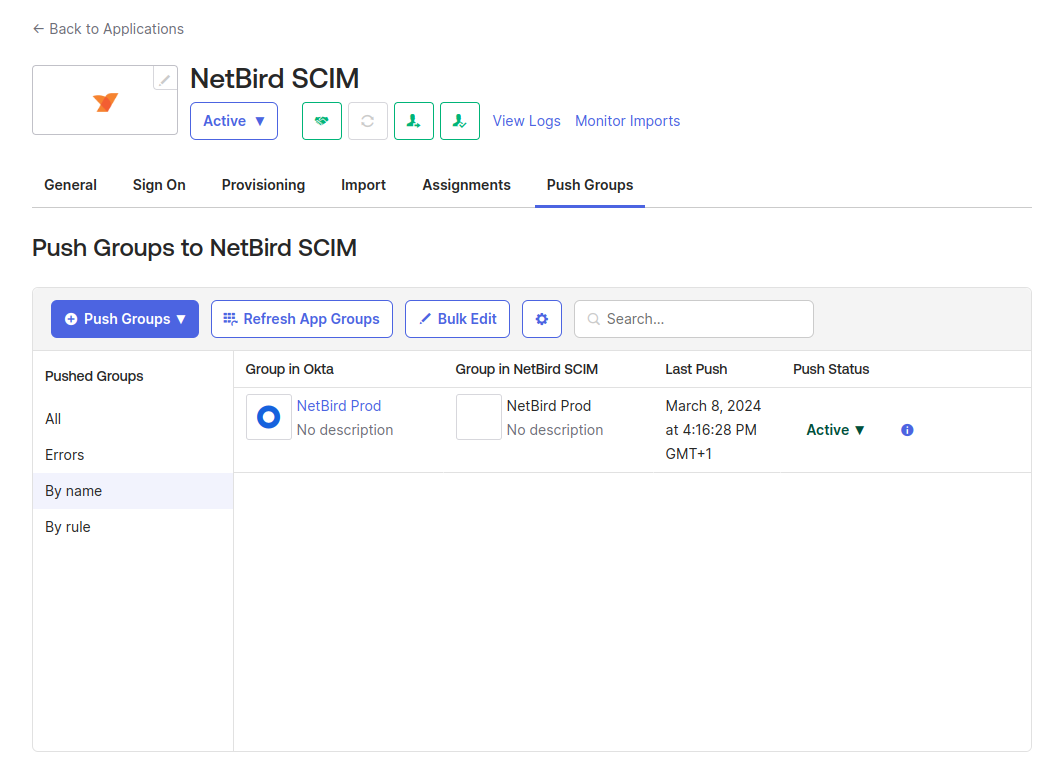 ← Back to Applications
NetBird SCIM
Active ▼
View Logs
Monitor Imports
General
Sign On
Provisioning
Import
Assignments
Push Groups
Push Groups to NetBird SCIM
Push Groups ▼
Refresh App Groups
Bulk Edit
Search...
Pushed Groups
All
Errors
By name
By rule
Group in Okta
Group in NetBird SCIM
Last Push
Push Status
NetBird Prod
No description
NetBird Prod
No description
March 8, 2024
at 4:16:28 PM
GMT+1
Active ▼